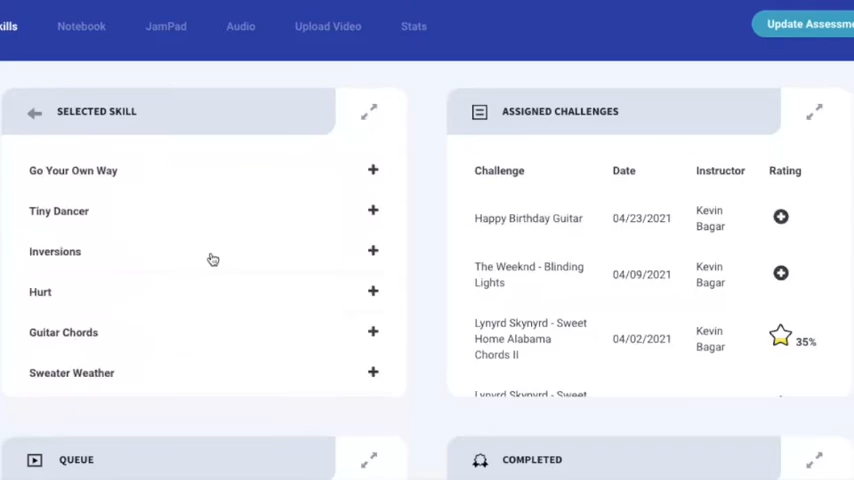 kills Notebook JamPad Audio Upload Video Stats Update Assessme
SELECTED SKILL
Go Your Own Way
Tiny Dancer
Inversions
Hurt
Guitar Chords
Sweater Weather
ASSIGNED CHALLENGES
Challenge Date Instructor Rating
Happy Birthday Guitar 04/23/2021 Kevin
Bagar
The Weeknd - Blinding
Lights 04/09/2021 Kevin
Bagar
Lynyrd Skynyrd - Sweet
Home Alabama
Chords II 04/02/2021 Kevin
Bagar 35%
Lynyrd Skynyrd - Sweet
QUEUE
COMPLETED